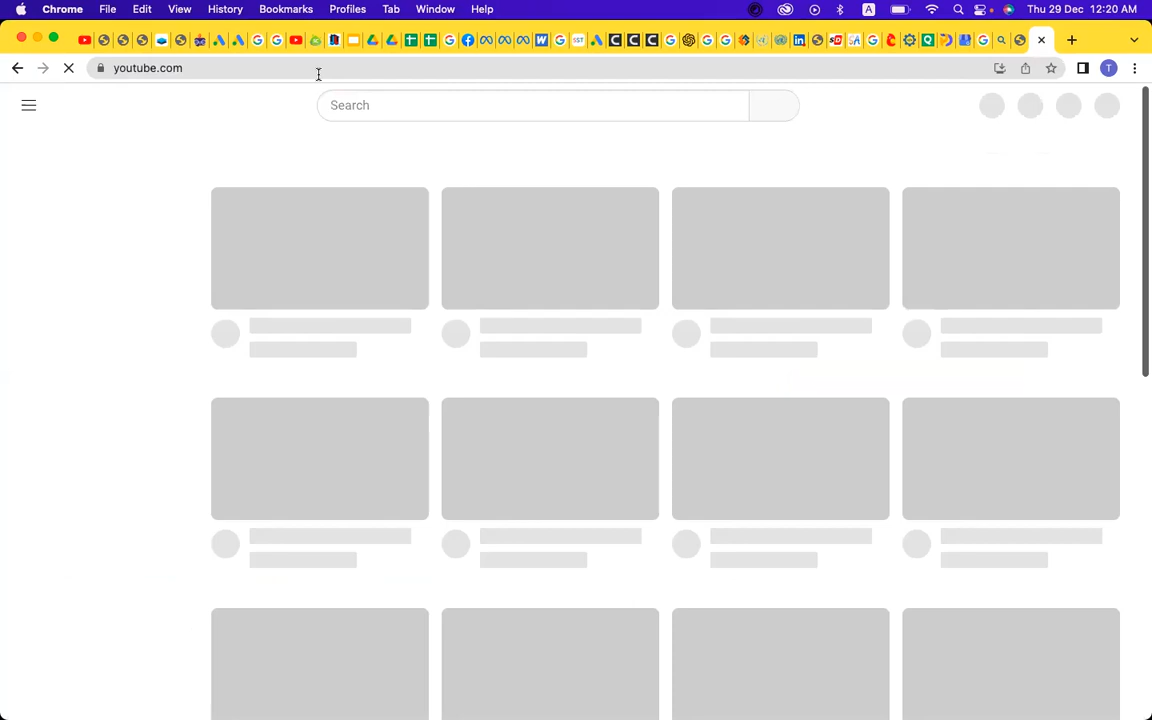 Chrome File Edit View History Bookmarks Profiles Tab Window Help A Thu 29 Dec 12:20 AM
youtube.com T
Search